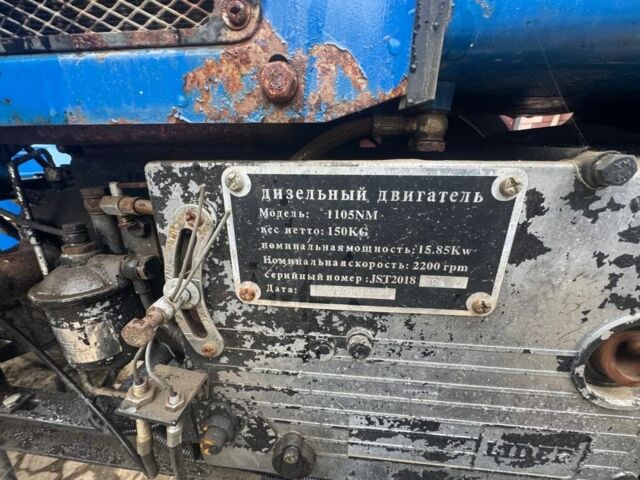 дизельный двигатель
Модель: 1105NM
вес нетто: 150KG
номинальная мощность: 15.85Kw
Номинальная скорость: 2200 rpm
серийный номер :JST2018
Дата: